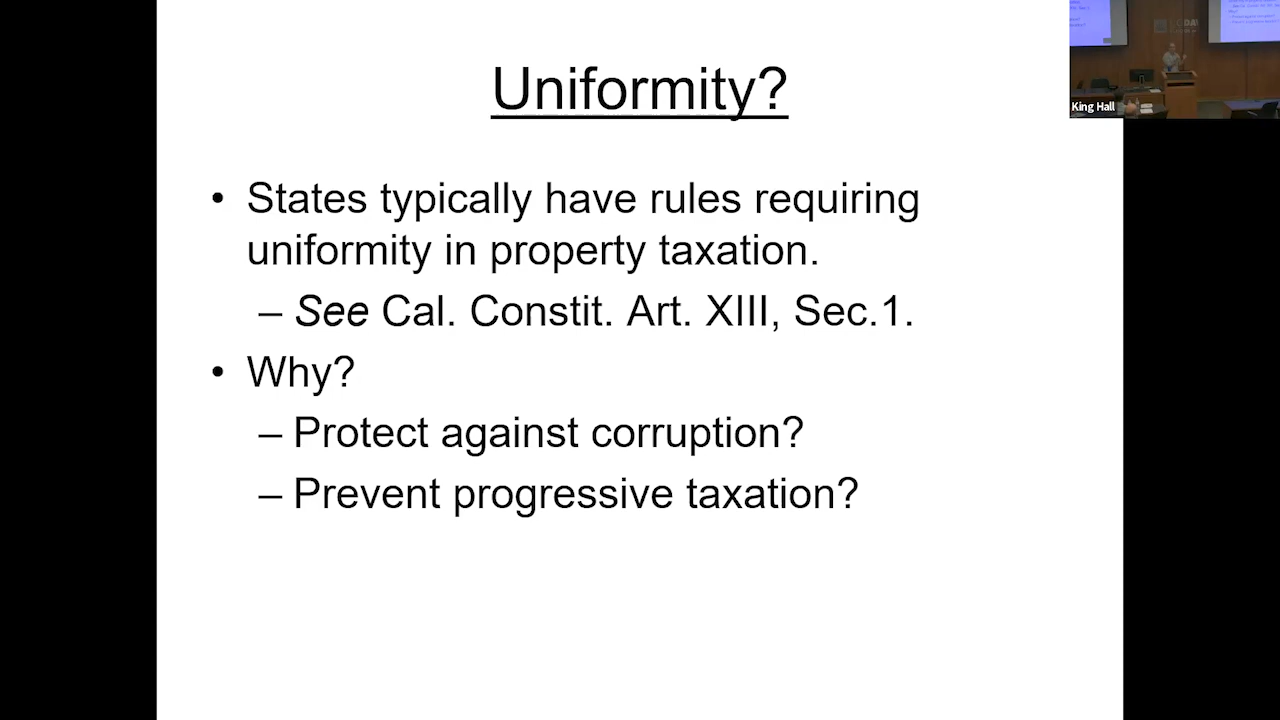 Uniformity?
• States typically have rules requiring
uniformity in property taxation.
– See Cal. Constit. Art. XIII, Sec.1.
• Why?
– Protect against corruption?
– Prevent progressive taxation?
King Hall